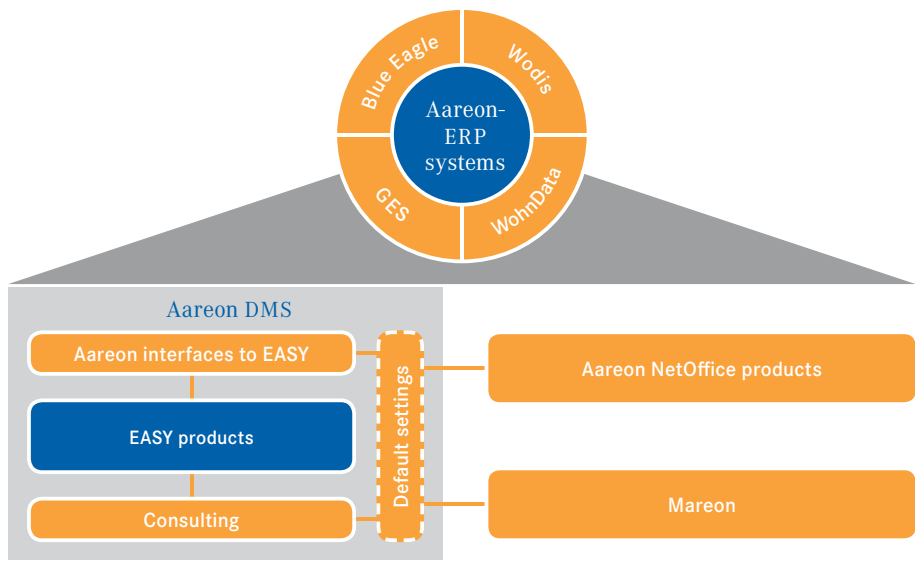 Blue Eagle
Wodis
Aareon-
ERP
systems
GES
WohnData
Aareon DMS
Aareon interfaces to EASY
EASY products
Consulting
Default settings
Aareon NetOffice products
Mareon